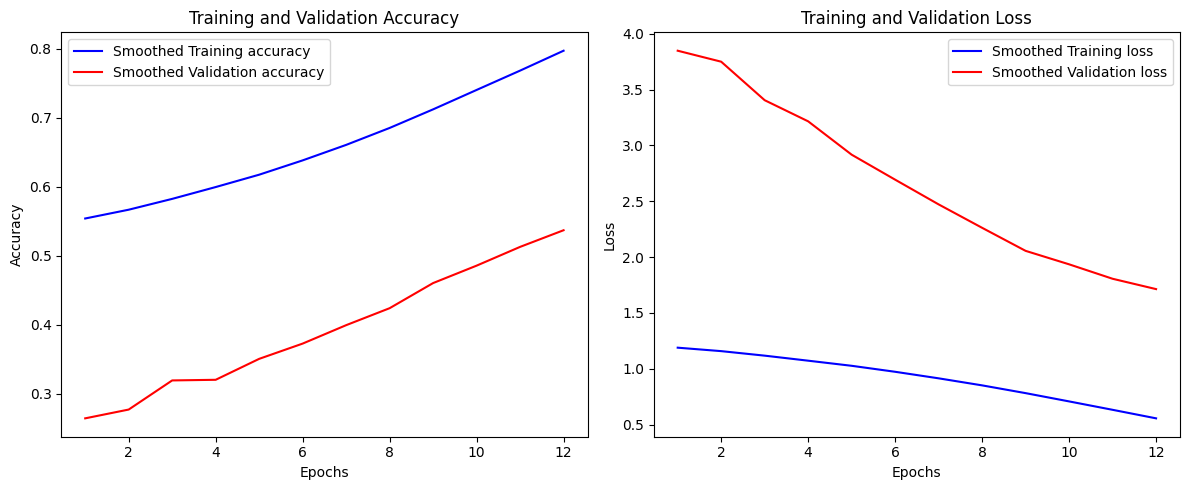 Training and Validation Accuracy
Smoothed Training accuracy
Smoothed Validation accuracy
0.8
0.7
0.6
0.5
0.4
0.3
Accuracy
2 4 6 8 10 12
Epochs
Training and Validation Loss
Smoothed Training loss
Smoothed Validation loss
4.0
3.5
3.0
2.5
2.0
1.5
1.0
0.5
Loss
2 4 6 8 10 12
Epochs